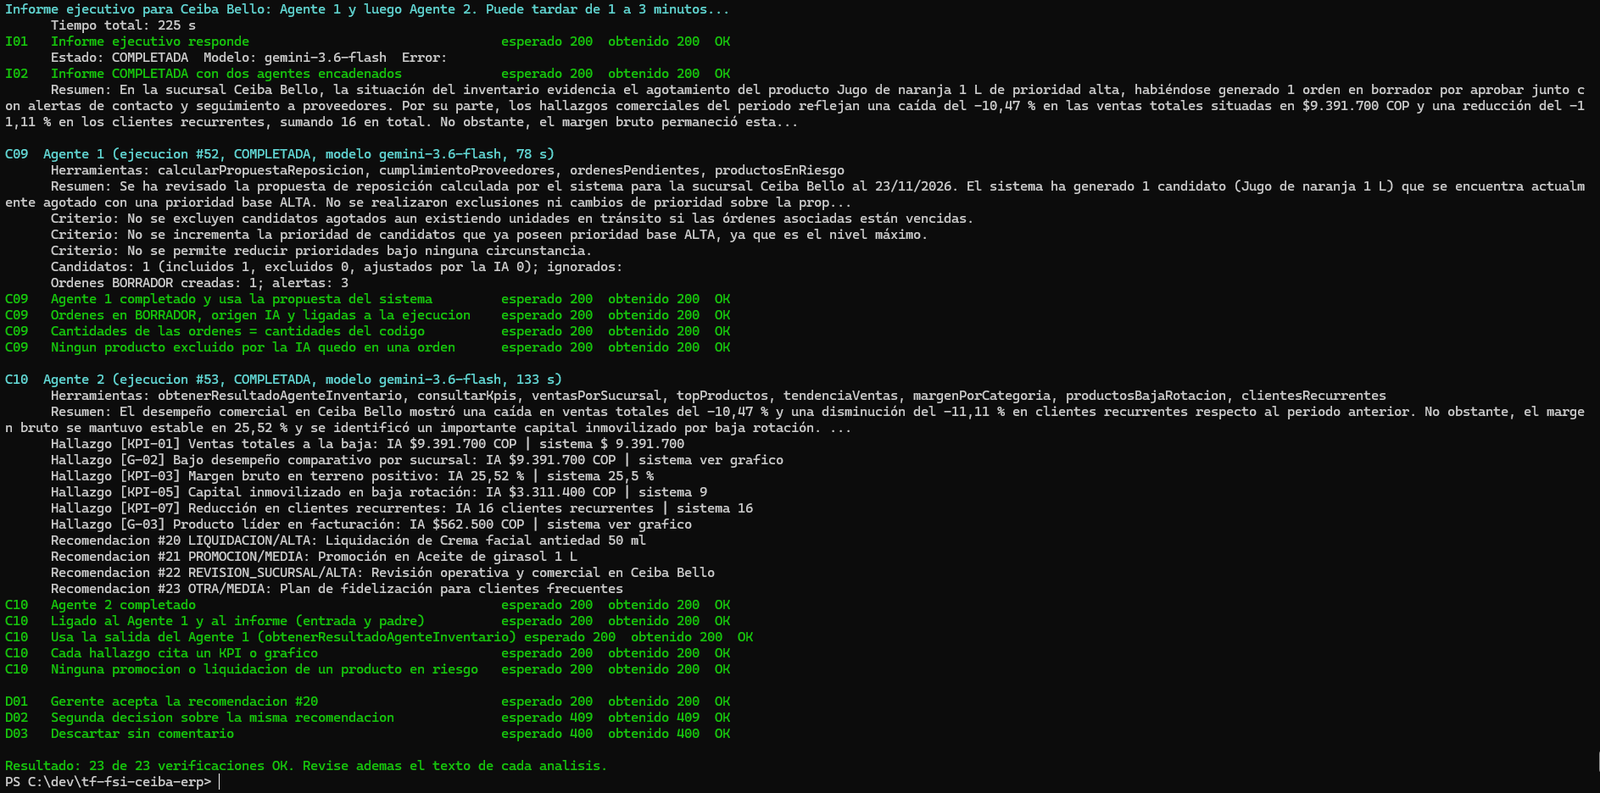 Informe ejecutivo para Ceiba Bello: Agente 1 y luego Agente 2. Puede tardar de 1 a 3 minutos...
Tiempo total: 225 s
I01 Informe ejecutivo responde esperado 200 obtenido 200 OK
Estado: COMPLETADA Modelo: gemini-3.6-flash Error:
I02 Informe COMPLETADA con dos agentes encadenados esperado 200 obtenido 200 OK
Resumen: En la sucursal Ceiba Bello, la situación del inventario evidencia el agotamiento del producto Jugo de naranja 1 L de prioridad alta, habiéndose generado 1 orden en borrador por aprobar junto c
on alertas de contacto y seguimiento a proveedores. Por su parte, los hallazgos comerciales del periodo reflejan una caída del -10,47 % en las ventas totales situadas en $9.391.700 COP y una reducción del -1
1,11 % en los clientes recurrentes, sumando 16 en total. No obstante, el margen bruto permaneció esta...
C09 Agente 1 (ejecucion #52, COMPLETADA, modelo gemini-3.6-flash, 78 s)
Herramientas: calcularPropuestaReposicion, cumplimientoProveedores, ordenesPendientes, productosEnRiesgo
Resumen: Se ha revisado la propuesta de reposición calculada por el sistema para la sucursal Ceiba Bello al 23/11/2026. El sistema ha generado 1 candidato (Jugo de naranja 1 L) que se encuentra actualm
ente agotado con una prioridad base ALTA. No se realizaron exclusiones ni cambios de prioridad sobre la prop...
Criterio: No se excluyen candidatos agotados aun existiendo unidades en tránsito si las órdenes asociadas están vencidas.
Criterio: No se incrementa la prioridad de candidatos que ya poseen prioridad base ALTA, ya que es el nivel máximo.
Criterio: No se permite reducir prioridades bajo ninguna circunstancia.
Candidatos: 1 (incluidos 1, excluidos 0, ajustados por la IA 0); ignorados:
Ordenes BORRADOR creadas: 1; alertas: 3
C09 Agente 1 completado y usa la propuesta del sistema esperado 200 obtenido 200 OK
C09 Ordenes en BORRADOR, origen IA y ligadas a la ejecucion esperado 200 obtenido 200 OK
C09 Cantidades de las ordenes = cantidades del codigo esperado 200 obtenido 200 OK
C09 Ningun producto excluido por la IA quedo en una orden esperado 200 obtenido 200 OK
C10 Agente 2 (ejecucion #53, COMPLETADA, modelo gemini-3.6-flash, 133 s)
Herramientas: obtenerResultadoAgenteInventario, consultarKpis, ventasPorSucursal, topProductos, tendenciaVentas, margenPorCategoria, productosBajaRotacion, clientesRecurrentes
Resumen: El desempeño comercial en Ceiba Bello mostró una caída en ventas totales del -10,47 % y una disminución del -11,11 % en clientes recurrentes respecto al periodo anterior. No obstante, el marge
n bruto se mantuvo estable en 25,52 % y se identificó un importante capital inmovilizado por baja rotación. ...
Hallazgo [KPI-01] Ventas totales a la baja: IA $9.391.700 COP | sistema $ 9.391.700
Hallazgo [G-02] Bajo desempeño comparativo por sucursal: IA $9.391.700 COP | sistema ver grafico
Hallazgo [KPI-03] Margen bruto en terreno positivo: IA 25,52 % | sistema 25,5 %
Hallazgo [KPI-05] Capital inmovilizado en baja rotación: IA $3.311.400 COP | sistema 9
Hallazgo [KPI-07] Reducción en clientes recurrentes: IA 16 clientes recurrentes | sistema 16
Hallazgo [G-03] Producto líder en facturación: IA $562.500 COP | sistema ver grafico
Recomendacion #20 LIQUIDACION/ALTA: Liquidación de Crema facial antiedad 50 ml
Recomendacion #21 PROMOCION/MEDIA: Promoción en Aceite de girasol 1 L
Recomendacion #22 REVISION_SUCURSAL/ALTA: Revisión operativa y comercial en Ceiba Bello
Recomendacion #23 OTRA/MEDIA: Plan de fidelización para clientes frecuentes
C10 Agente 2 completado esperado 200 obtenido 200 OK
C10 Ligado al Agente 1 y al informe (entrada y padre) esperado 200 obtenido 200 OK
C10 Usa la salida del Agente 1 (obtenerResultadoAgenteInventario) esperado 200 obtenido 200 OK
C10 Cada hallazgo cita un KPI o grafico esperado 200 obtenido 200 OK
C10 Ninguna promocion o liquidacion de un producto en riesgo esperado 200 obtenido 200 OK
D01 Gerente acepta la recomendacion #20 esperado 200 obtenido 200 OK
D02 Segunda decision sobre la misma recomendacion esperado 409 obtenido 409 OK
D03 Descartar sin comentario esperado 400 obtenido 400 OK
Resultado: 23 de 23 verificaciones OK. Revise ademas el texto de cada analisis.
PS C:\dev\tf-fsi-ceiba-erp>